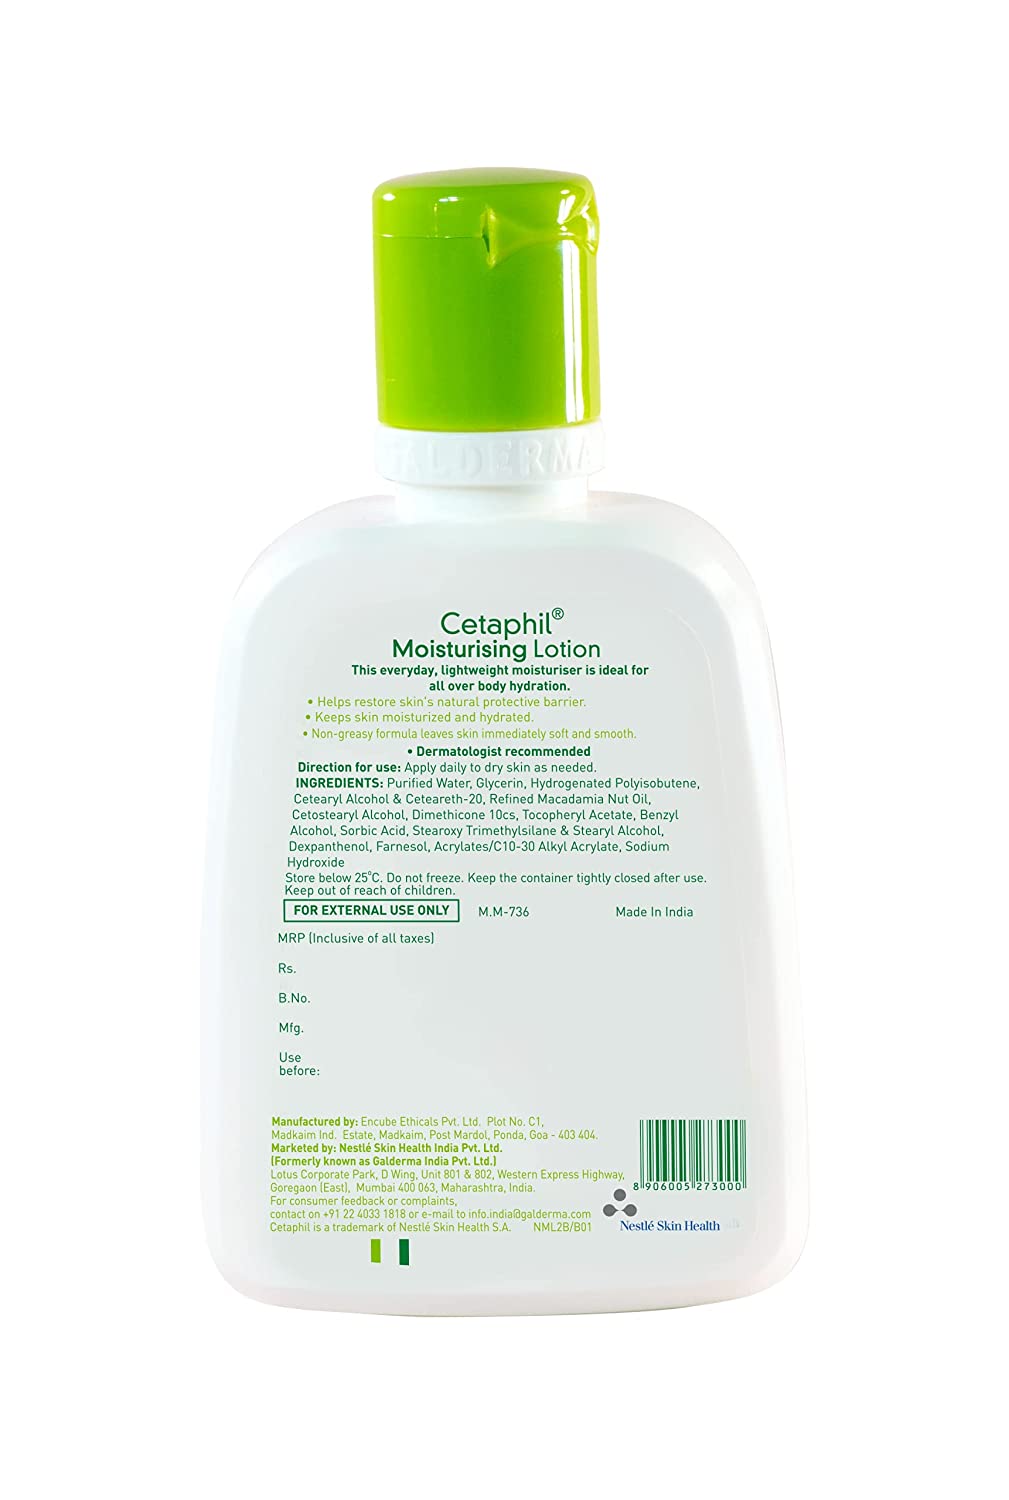 GALDERMA
Cetaphil®
Moisturising Lotion
This everyday, lightweight moisturiser is ideal for
all over body hydration.
• Helps restore skin's natural protective barrier.
• Keeps skin moisturized and hydrated.
• Non-greasy formula leaves skin immediately soft and smooth.
• Dermatologist recommended
Direction for use: Apply daily to dry skin as needed.
INGREDIENTS: Purified Water, Glycerin, Hydrogenated Polyisobutene,
Cetearyl Alcohol & Ceteareth-20, Refined Macadamia Nut Oil,
Cetostearyl Alcohol, Dimethicone 10cs, Tocopheryl Acetate, Benzyl
Alcohol, Sorbic Acid, Stearoxy Trimethylsilane & Stearyl Alcohol,
Dexpanthenol, Farnesol, Acrylates/C10-30 Alkyl Acrylate, Sodium
Hydroxide
Store below 25°C. Do not freeze. Keep the container tightly closed after use.
Keep out of reach of children.
FOR EXTERNAL USE ONLY M.M-736 Made In India
MRP (Inclusive of all taxes)
Rs.
B.No.
Mfg.
Use
before:
Manufactured by: Encube Ethicals Pvt. Ltd. Plot No. C1,
Madkaim Ind. Estate, Madkaim, Post Mardol, Ponda, Goa - 403 404.
Marketed by: Nestlé Skin Health India Pvt. Ltd.
(Formerly known as Galderma India Pvt. Ltd.)
Lotus Corporate Park, D Wing, Unit 801 & 802, Western Express Highway,
Goregaon (East), Mumbai 400 063, Maharashtra, India.
For consumer feedback or complaints,
contact on +91 22 4033 1818 or e-mail to info.india@galderma.com
Cetaphil is a trademark of Nestlé Skin Health S.A. NML2B/B01
8 906005 273000
Nestlé Skin Health